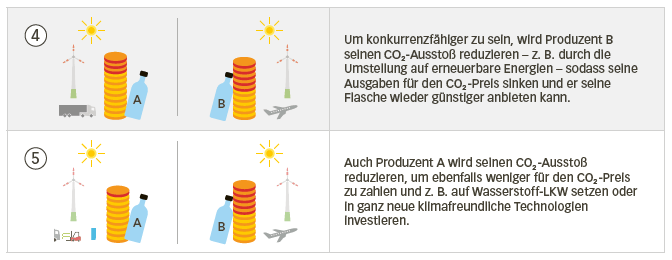 4
A
B
Um konkurrenzfähiger zu sein, wird Produzent B
seinen CO₂-Ausstoß reduzieren – z. B. durch die
Umstellung auf erneuerbare Energien – sodass seine
Ausgaben für den CO₂-Preis sinken und er seine
Flasche wieder günstiger anbieten kann.
5
A
B
Auch Produzent A wird seinen CO₂-Ausstoß
reduzieren, um ebenfalls weniger für den CO₂-Preis
zu zahlen und z. B. auf Wasserstoff-LKW setzen oder
in ganz neue klimafreundliche Technologien
investieren.